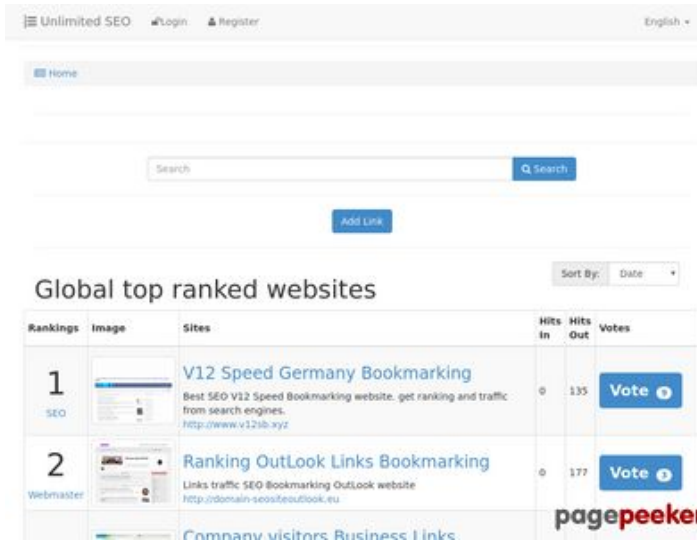 Unlimited SEO Login Register English
Home
Search Search
Add Link
Global top ranked websites
Sort By: Date
Rankings Image Sites Hits In Hits Out Votes
1
SEO
V12 Speed Germany Bookmarking
Best SEO V12 Speed Bookmarking website. get ranking and traffic
from search engines.
http://www.v12sb.xyz
0 135 Vote 9
2
Webmaster
Ranking OutLook Links Bookmarking
Links traffic SEO Bookmarking OutLook website
http://domain-seositeoutlook.eu
0 177 Vote 3
Company visitors Business Links
pagepeeker